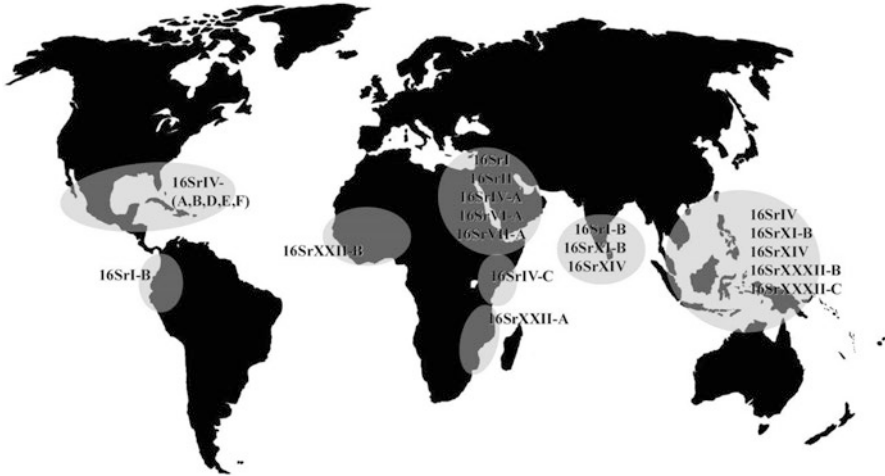 16SrIV-
(A,B,D,E,F)
16SrI-B
16SrXXII-B
16SrI
16SrII
16SrIV-A
16SrVI-A
16SrVII-A
16SrIV-C
16SrXXII-A
16SrI-B
16SrXI-B
16SrXIV
16SrIV
16SrXI-B
16SrXIV
16SrXXXII-B
16SrXXXII-C